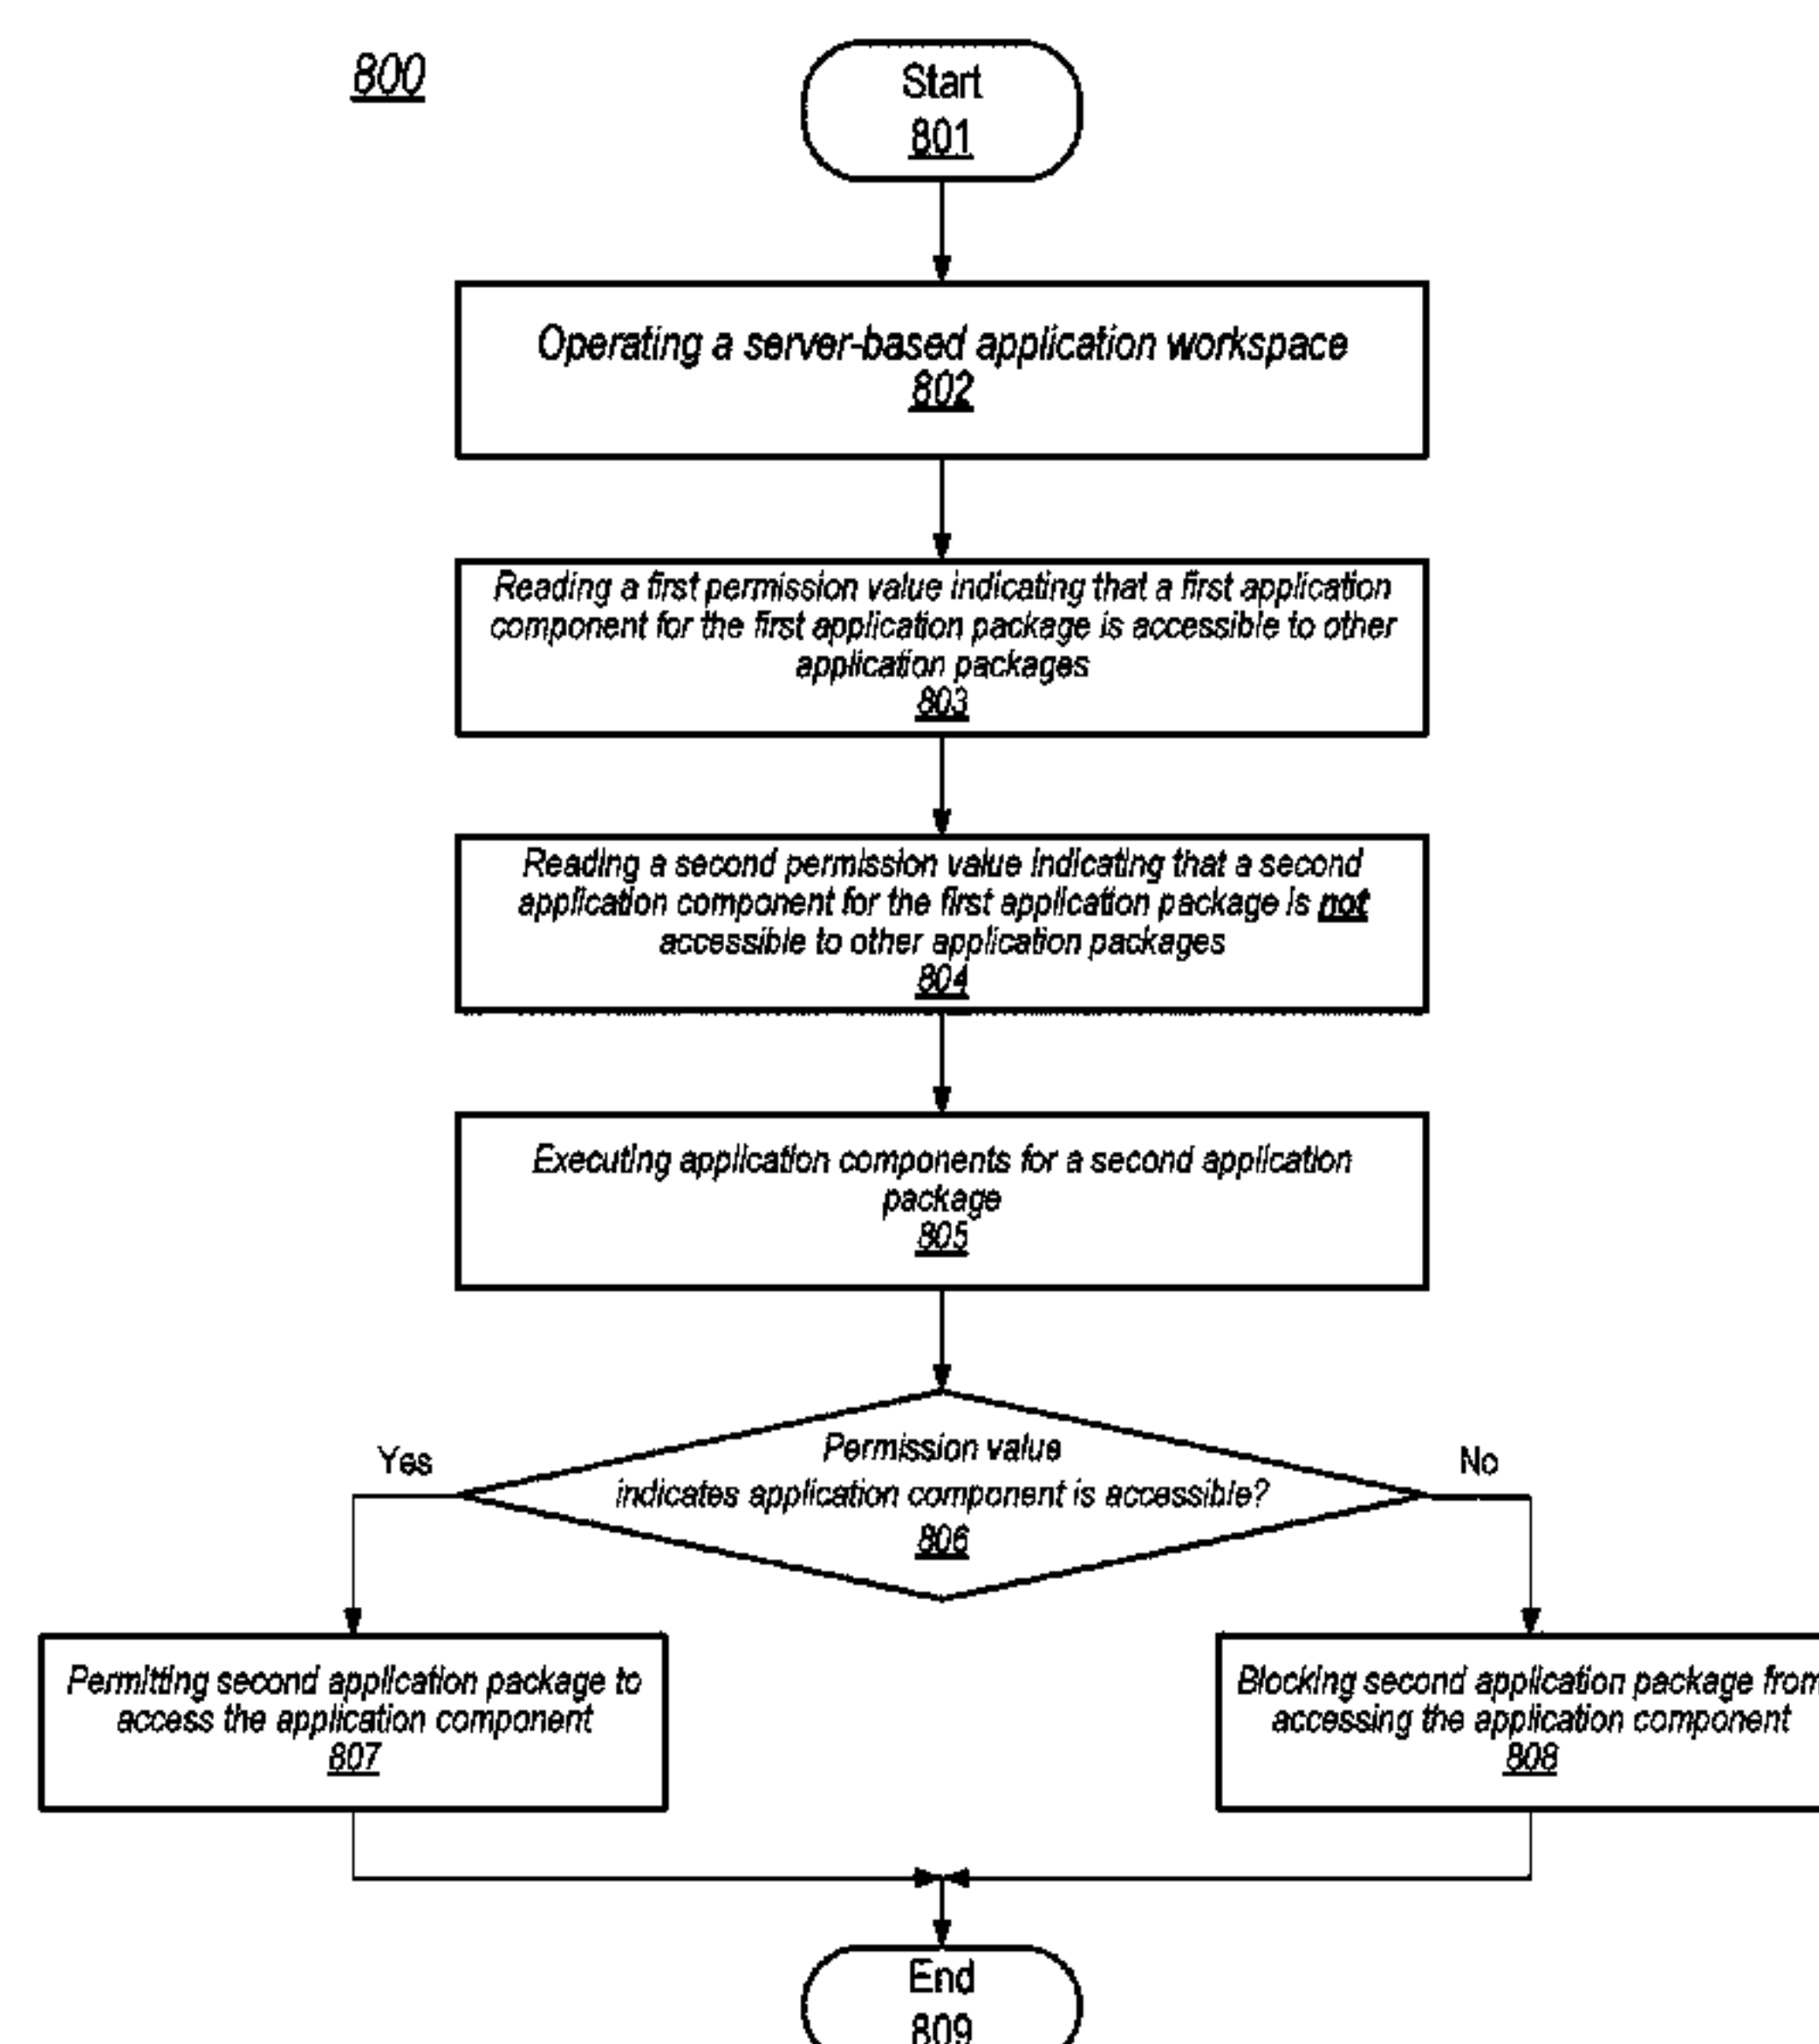 800
Start
801
Operating a server-based application workspace
802
Reading a first permission value indicating that a first application
component for the first application package is accessible to other
application packages
803
Reading a second permission value indicating that a second
application component for the first application package is not
accessible to other application packages
804
Executing application components for a second application
package
805
Permission value
indicates application component is accessible?
806
Yes
No
Permitting second application package to
access the application component
807
Blocking second application package from
accessing the application component
808
End
809